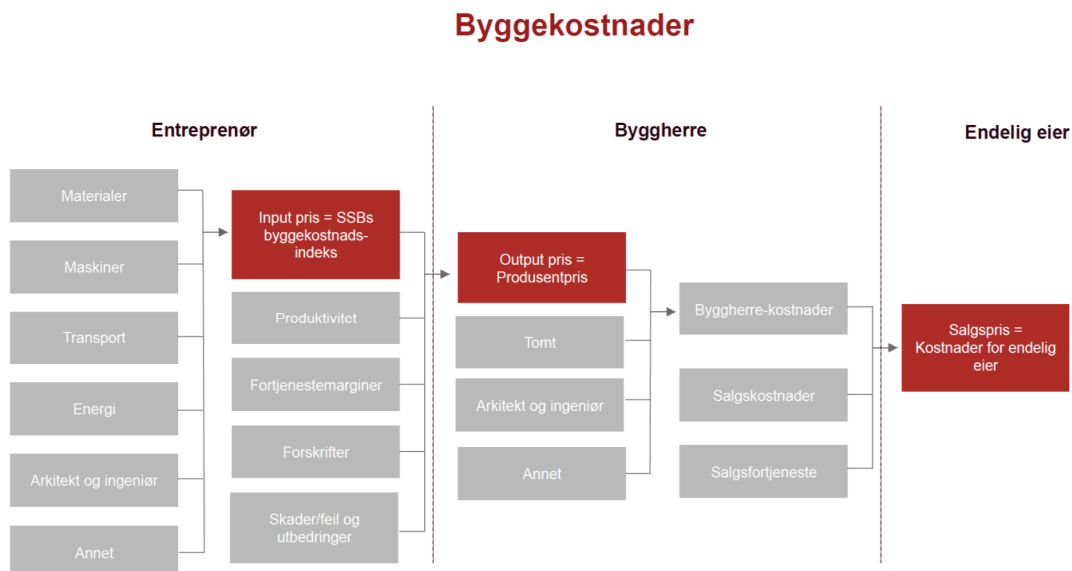 Byggekostnader
Entreprenør
Materialer
Maskiner
Transport
Energi
Arkitekt og ingeniør
Annet
Input pris = SSBs
byggekostnads-
indeks
Produktivitet
Fortjenestemarginer
Forskrifter
Skader/feil og
utbedringer
Byggherre
Output pris =
Produsentpris
Tomt
Arkitekt og ingeniør
Annet
Byggherre-kostnader
Salgskostnader
Salgsfortjeneste
Endelig eier
Salgspris =
Kostnader for endelig
eier